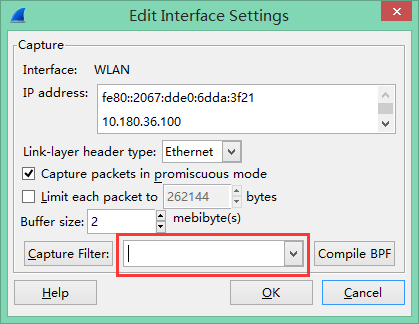 Edit Interface Settings
Capture
Interface: WLAN
IP address: fe80::2067:dde0:6dda:3f21
10.180.36.100
Link-layer header type: Ethernet
Capture packets in promiscuous mode
Limit each packet to 262144 bytes
Buffer size: 2 mebibyte(s)
Capture Filter: Compile BPF
Help OK Cancel